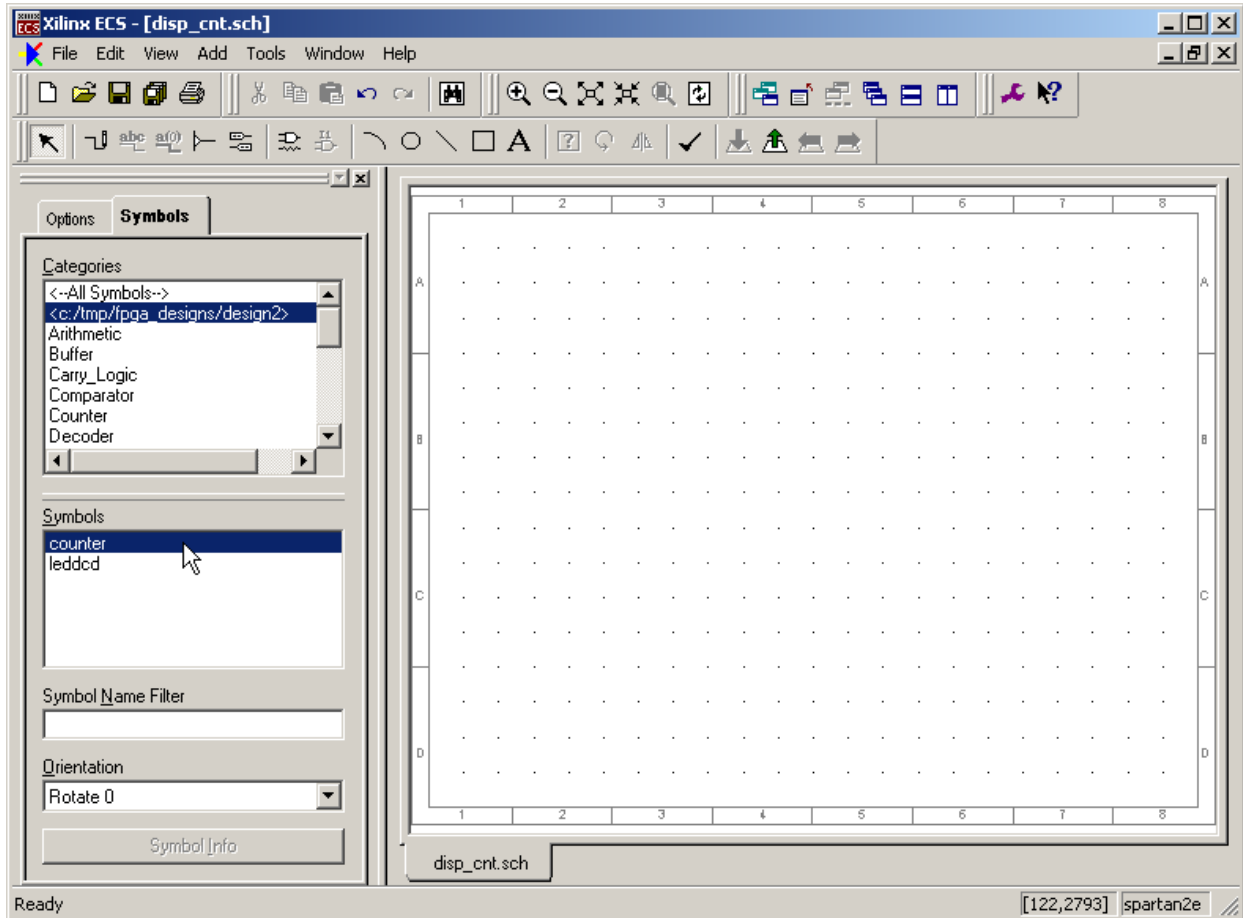 Xilinx ECS - [disp_cnt.sch]
File Edit View Add Tools Window Help
Options Symbols
Categories
<--All Symbols-->
<c:/tmp/fpga_designs/design2>
Arithmetic
Buffer
Carry_Logic
Comparator
Counter
Decoder
Symbols
counter
leddcd
Symbol Name Filter
Orientation
Rotate 0
Symbol Info
1 2 3 4 5 6 7 8
A A
B B
C C
D D
1 2 3 4 5 6 7 8
disp_cnt.sch
Ready [122,2793] spartan2e